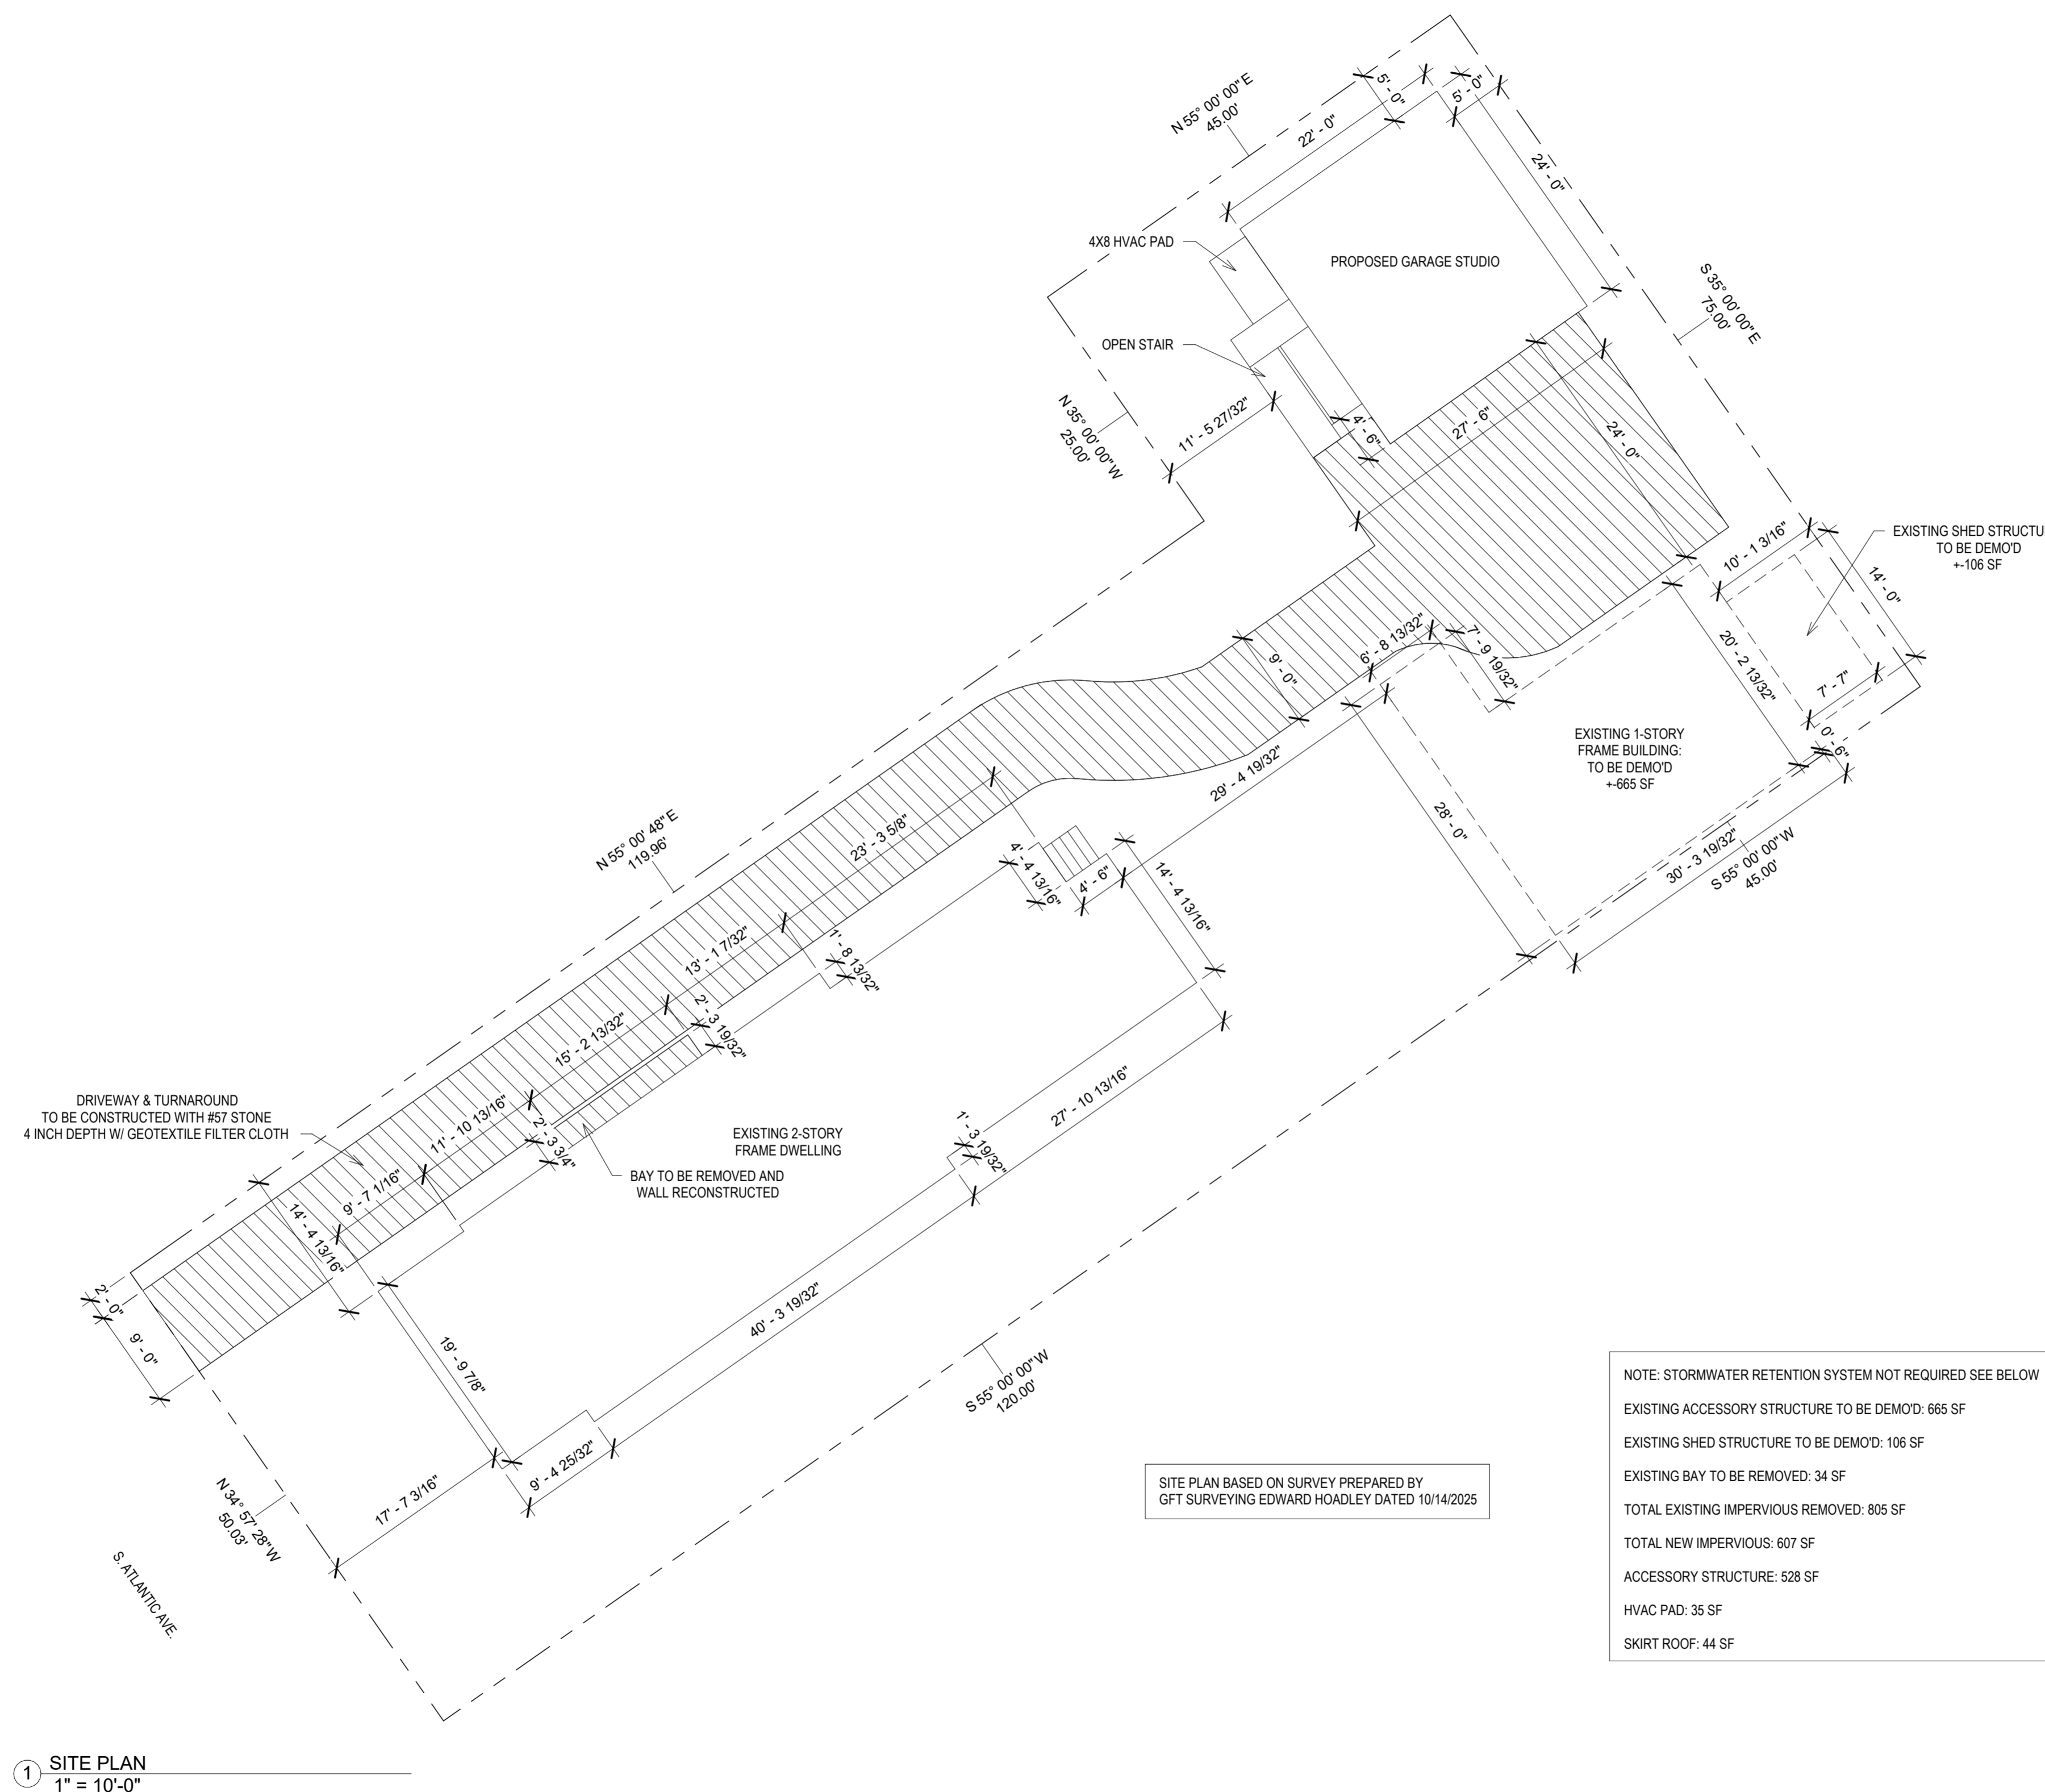 N 55° 00' 00" E
45.00'
5' - 0"
5' - 0"
22' - 0"
24' - 0"
4X8 HVAC PAD
PROPOSED GARAGE STUDIO
S 35° 00' 00" E
75.00'
OPEN STAIR
N 35° 00' 00" W
25.00'
11' - 5 27/32"
4' - 6"
27' - 6"
24' - 0"
10' - 1 3/16"
EXISTING SHED STRUCTU
TO BE DEMO'D
+-106 SF
14' - 0"
9' - 0"
6' - 8 13/32"
7' - 9 19/32"
20' - 2 13/32"
7' - 7"
0' - 6"
EXISTING 1-STORY
FRAME BUILDING:
TO BE DEMO'D
+-665 SF
29' - 4 19/32"
28' - 0"
30' - 3 19/32"
S 55° 00' 00" W
45.00'
N 55° 00' 48" E
119.96'
23' - 3 5/8"
4' - 4 13/16"
4' - 6"
14' - 4 13/16"
13' - 1 7/32"
1' - 8 13/32"
15' - 2 13/32"
2' - 3 19/32"
DRIVEWAY & TURNAROUND
TO BE CONSTRUCTED WITH #57 STONE
4 INCH DEPTH W/ GEOTEXTILE FILTER CLOTH
11' - 10 13/16"
2' - 3 3/4"
EXISTING 2-STORY
FRAME DWELLING
BAY TO BE REMOVED AND
WALL RECONSTRUCTED
1' - 3 19/32"
27' - 10 13/16"
9' - 7 1/16"
14' - 4 13/16"
2' - 0"
9' - 0"
19' - 9 7/8"
40' - 3 19/32"
S 55° 00' 00" W
120.00'
9' - 4 25/32"
17' - 7 3/16"
N 34° 57' 28" W
50.03'
S. ATLANTIC AVE.
SITE PLAN BASED ON SURVEY PREPARED BY
GFT SURVEYING EDWARD HOADLEY DATED 10/14/2025
NOTE: STORMWATER RETENTION SYSTEM NOT REQUIRED SEE BELOW
EXISTING ACCESSORY STRUCTURE TO BE DEMO'D: 665 SF
EXISTING SHED STRUCTURE TO BE DEMO'D: 106 SF
EXISTING BAY TO BE REMOVED: 34 SF
TOTAL EXISTING IMPERVIOUS REMOVED: 805 SF
TOTAL NEW IMPERVIOUS: 607 SF
ACCESSORY STRUCTURE: 528 SF
HVAC PAD: 35 SF
SKIRT ROOF: 44 SF
1 SITE PLAN
1" = 10'-0"